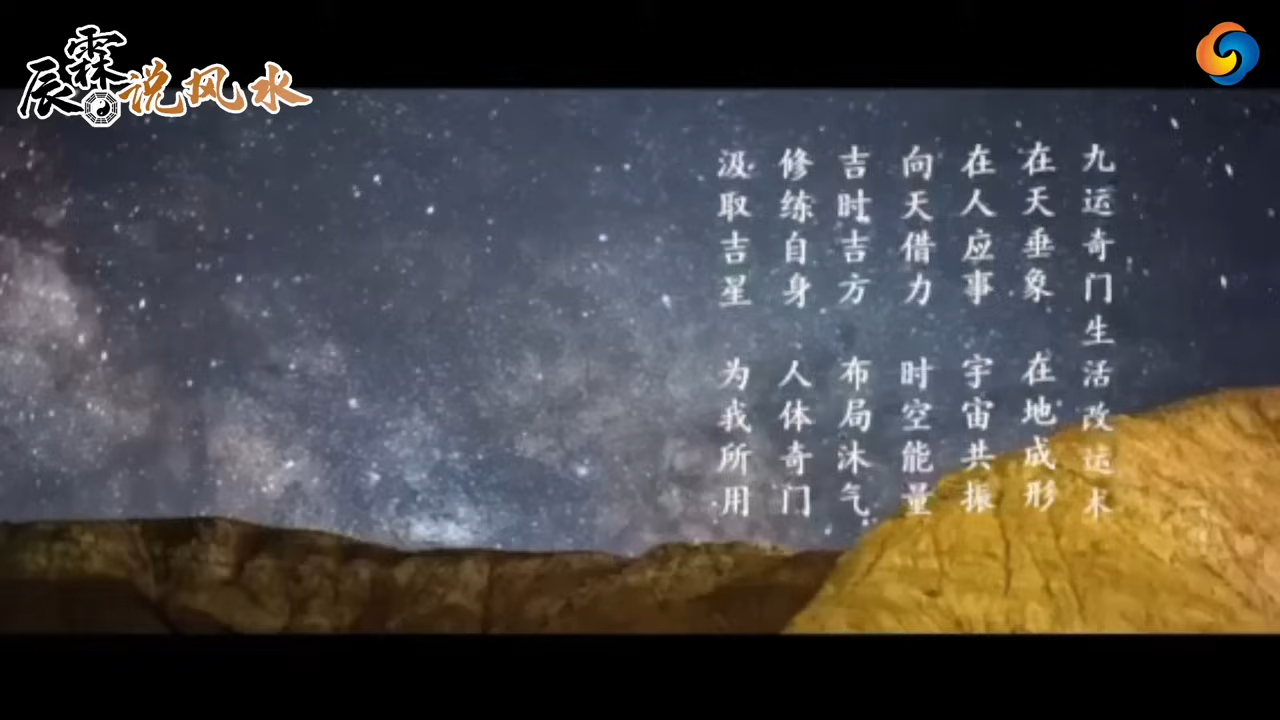 辰霖说风水
九运奇门生活改运术
在天垂象 在地成形
在人应事 宇宙共振
向天借力 时空能量
吉时吉方 布局沐气
修练自身 人体奇门
汲取吉星 为我所用